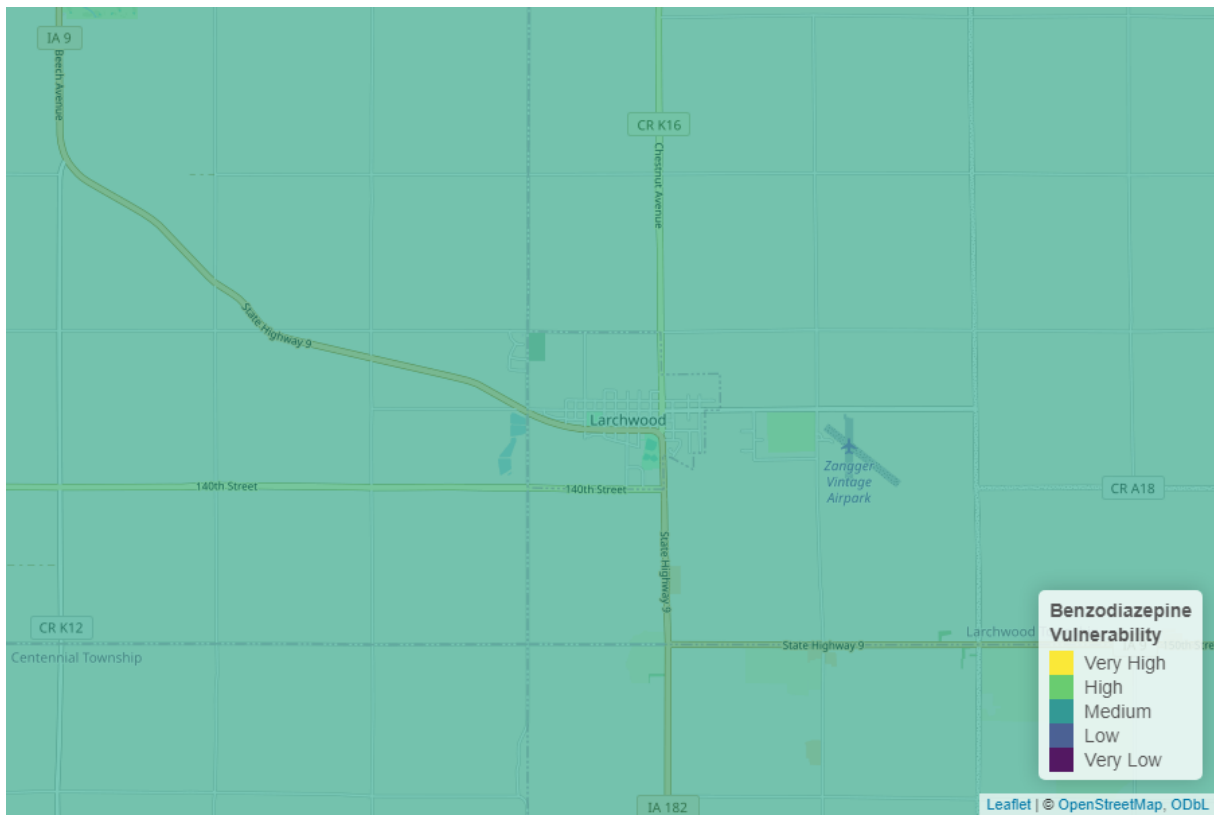 IA 9
Beech Avenue
CR K16
Chestnut Avenue
State Highway 9
Larchwood
Zangger
Vintage
Airpark
140th Street
140th Street
CR A18
State Highway 9
CR K12
Centennial Township
State Highway 9
IA 182
Benzodiazepine
Vulnerability
Very High
High
Medium
Low
Very Low
Leaflet | © OpenStreetMap, ODbL